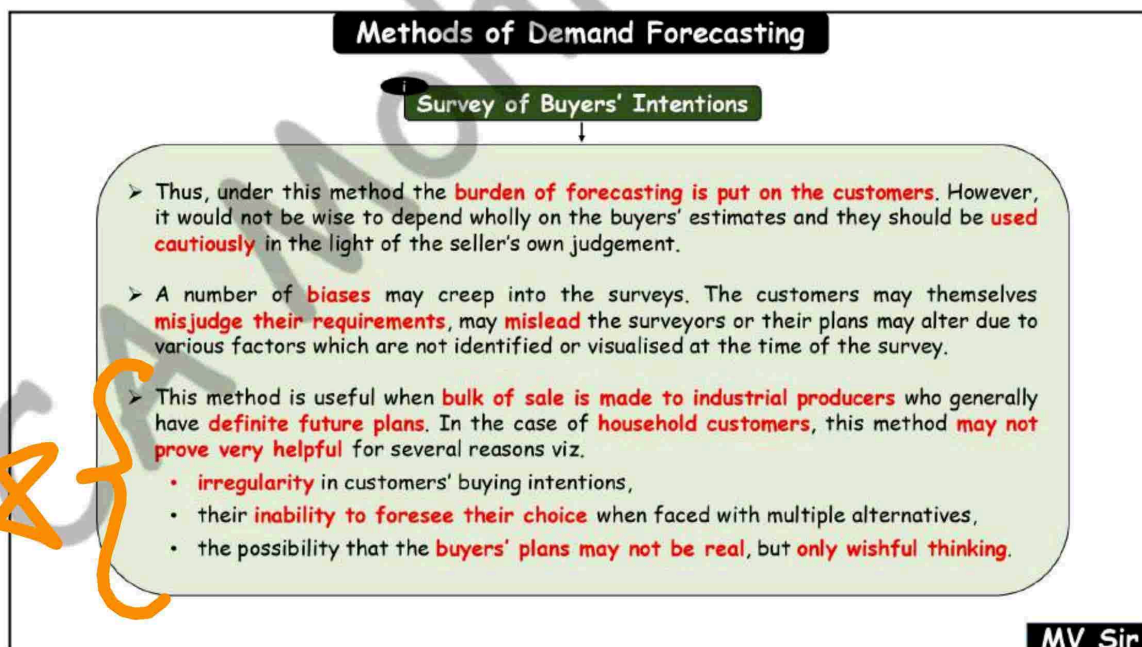 Methods of Demand Forecasting
i
Survey of Buyers' Intentions
➤ Thus, under this method the burden of forecasting is put on the customers. However,
it would not be wise to depend wholly on the buyers' estimates and they should be used
cautiously in the light of the seller's own judgement.
➤ A number of biases may creep into the surveys. The customers may themselves
misjudge their requirements, may mislead the surveyors or their plans may alter due to
various factors which are not identified or visualised at the time of the survey.
➤ This method is useful when bulk of sale is made to industrial producers who generally
have definite future plans. In the case of household customers, this method may not
prove very helpful for several reasons viz.
• irregularity in customers' buying intentions,
• their inability to foresee their choice when faced with multiple alternatives,
• the possibility that the buyers' plans may not be real, but only wishful thinking.
CA Moh
MV Sir